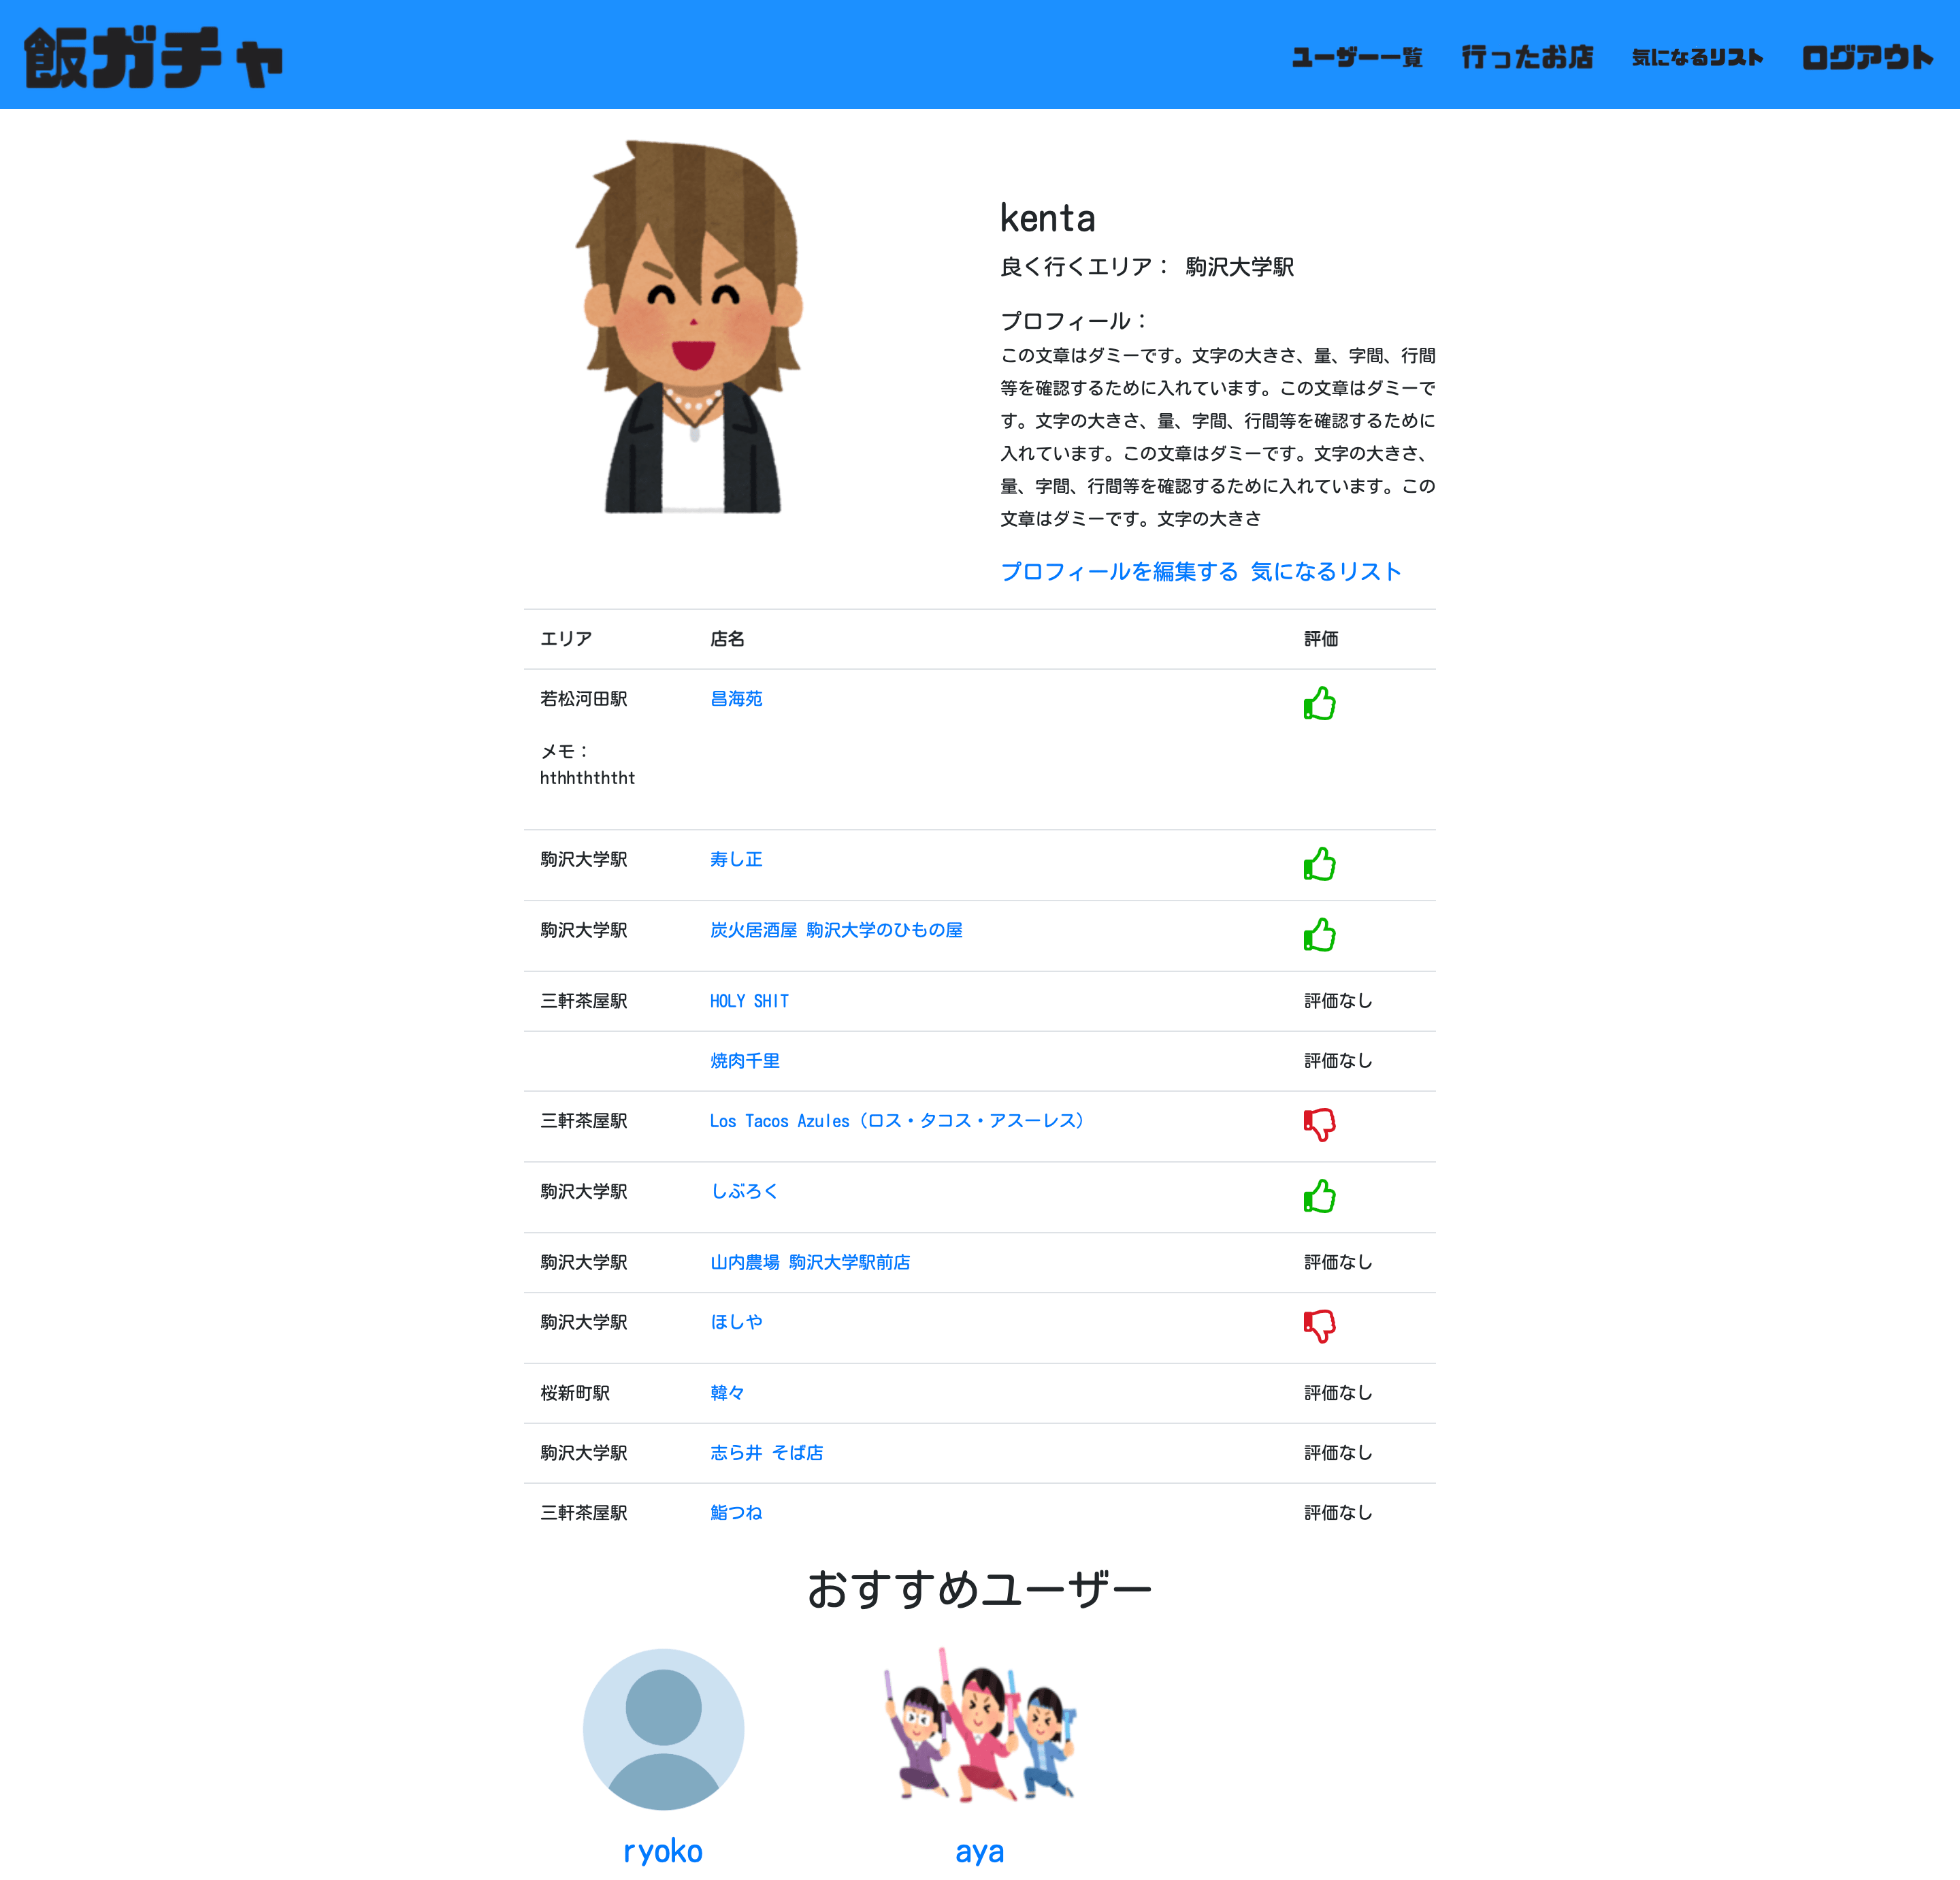 飯ガチャ
ユーザー一覧 行ったお店 気になるリスト ログアウト
kenta
良く行くエリア： 駒沢大学駅
プロフィール：
この文章はダミーです。文字の大きさ、量、字間、行間
等を確認するために入れています。この文章はダミーで
す。文字の大きさ、量、字間、行間等を確認するために
入れています。この文章はダミーです。文字の大きさ、
量、字間、行間等を確認するために入れています。この
文章はダミーです。文字の大きさ
プロフィールを編集する 気になるリスト
エリア 店名 評価
若松河田駅 昌海苑
メモ：
hthhthththt
駒沢大学駅 寿し正
駒沢大学駅 炭火居酒屋 駒沢大学のひもの屋
三軒茶屋駅 HOLY SHIT 評価なし
焼肉千里 評価なし
三軒茶屋駅 Los Tacos Azules（ロス・タコス・アスーレス）
駒沢大学駅 しぶろく
駒沢大学駅 山内農場 駒沢大学駅前店 評価なし
駒沢大学駅 ほしや
桜新町駅 韓々 評価なし
駒沢大学駅 志ら井 そば店 評価なし
三軒茶屋駅 鮨つね 評価なし
おすすめユーザー
ryoko aya